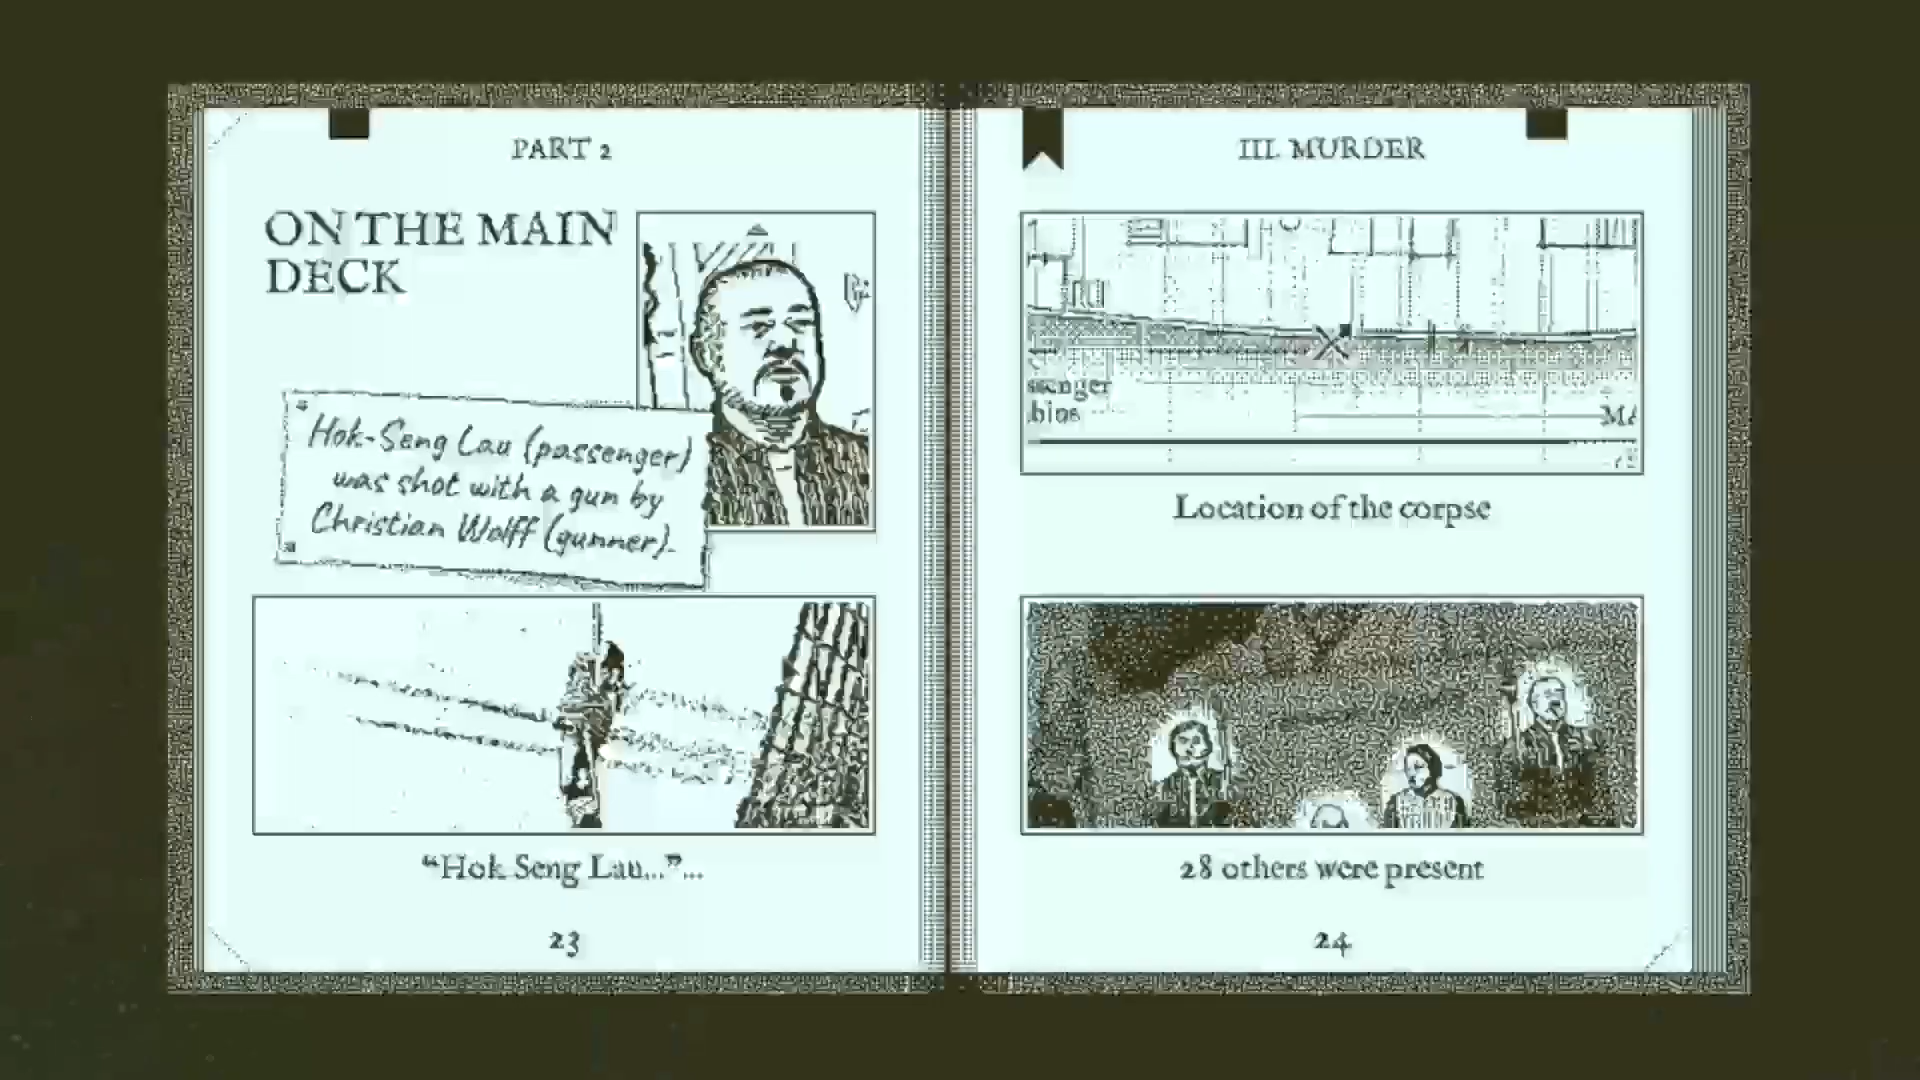 PART 2
ON THE MAIN
DECK
Hok-Seng Lau (passenger)
was shot with a gun by
Christian Wolff (gunner).
"Hok Seng Lau..."...
23
III. MURDER
Location of the corpse
28 others were present
24